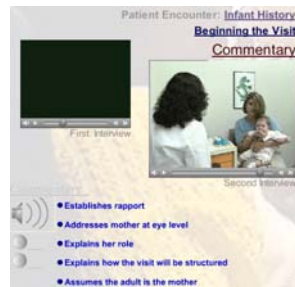 Patient Encounter: Infant History
Beginning the Visit
Commentary
First Interview
Second Interview
Commentary
Establishes rapport
Addresses mother at eye level
Explains her role
Explains how the visit will be structured
Assumes the adult is the mother